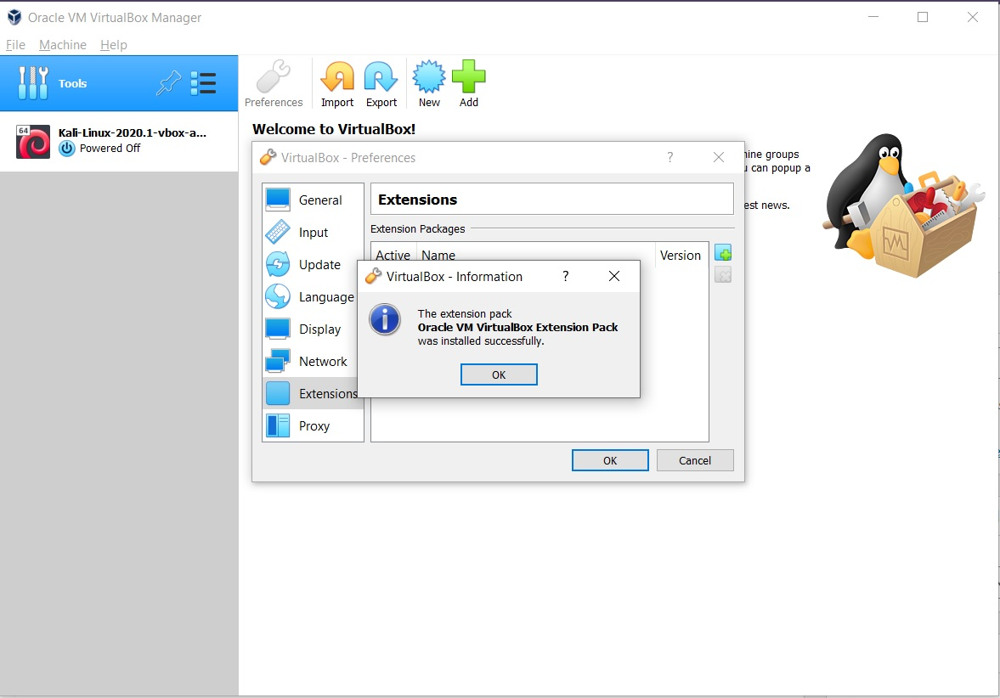 Oracle VM VirtualBox Manager
File Machine Help
Tools
Preferences Import Export New Add
64
Kali-Linux-2020.1-vbox-a...
Powered Off
Welcome to VirtualBox!
ine groups
can popup a
est news.
VirtualBox - Preferences
?
General
Input
Update
Language
Display
Network
Extensions
Proxy
Extensions
Extension Packages
Active Name Version
VirtualBox - Information
?
The extension pack
Oracle VM VirtualBox Extension Pack
was installed successfully.
OK
OK Cancel